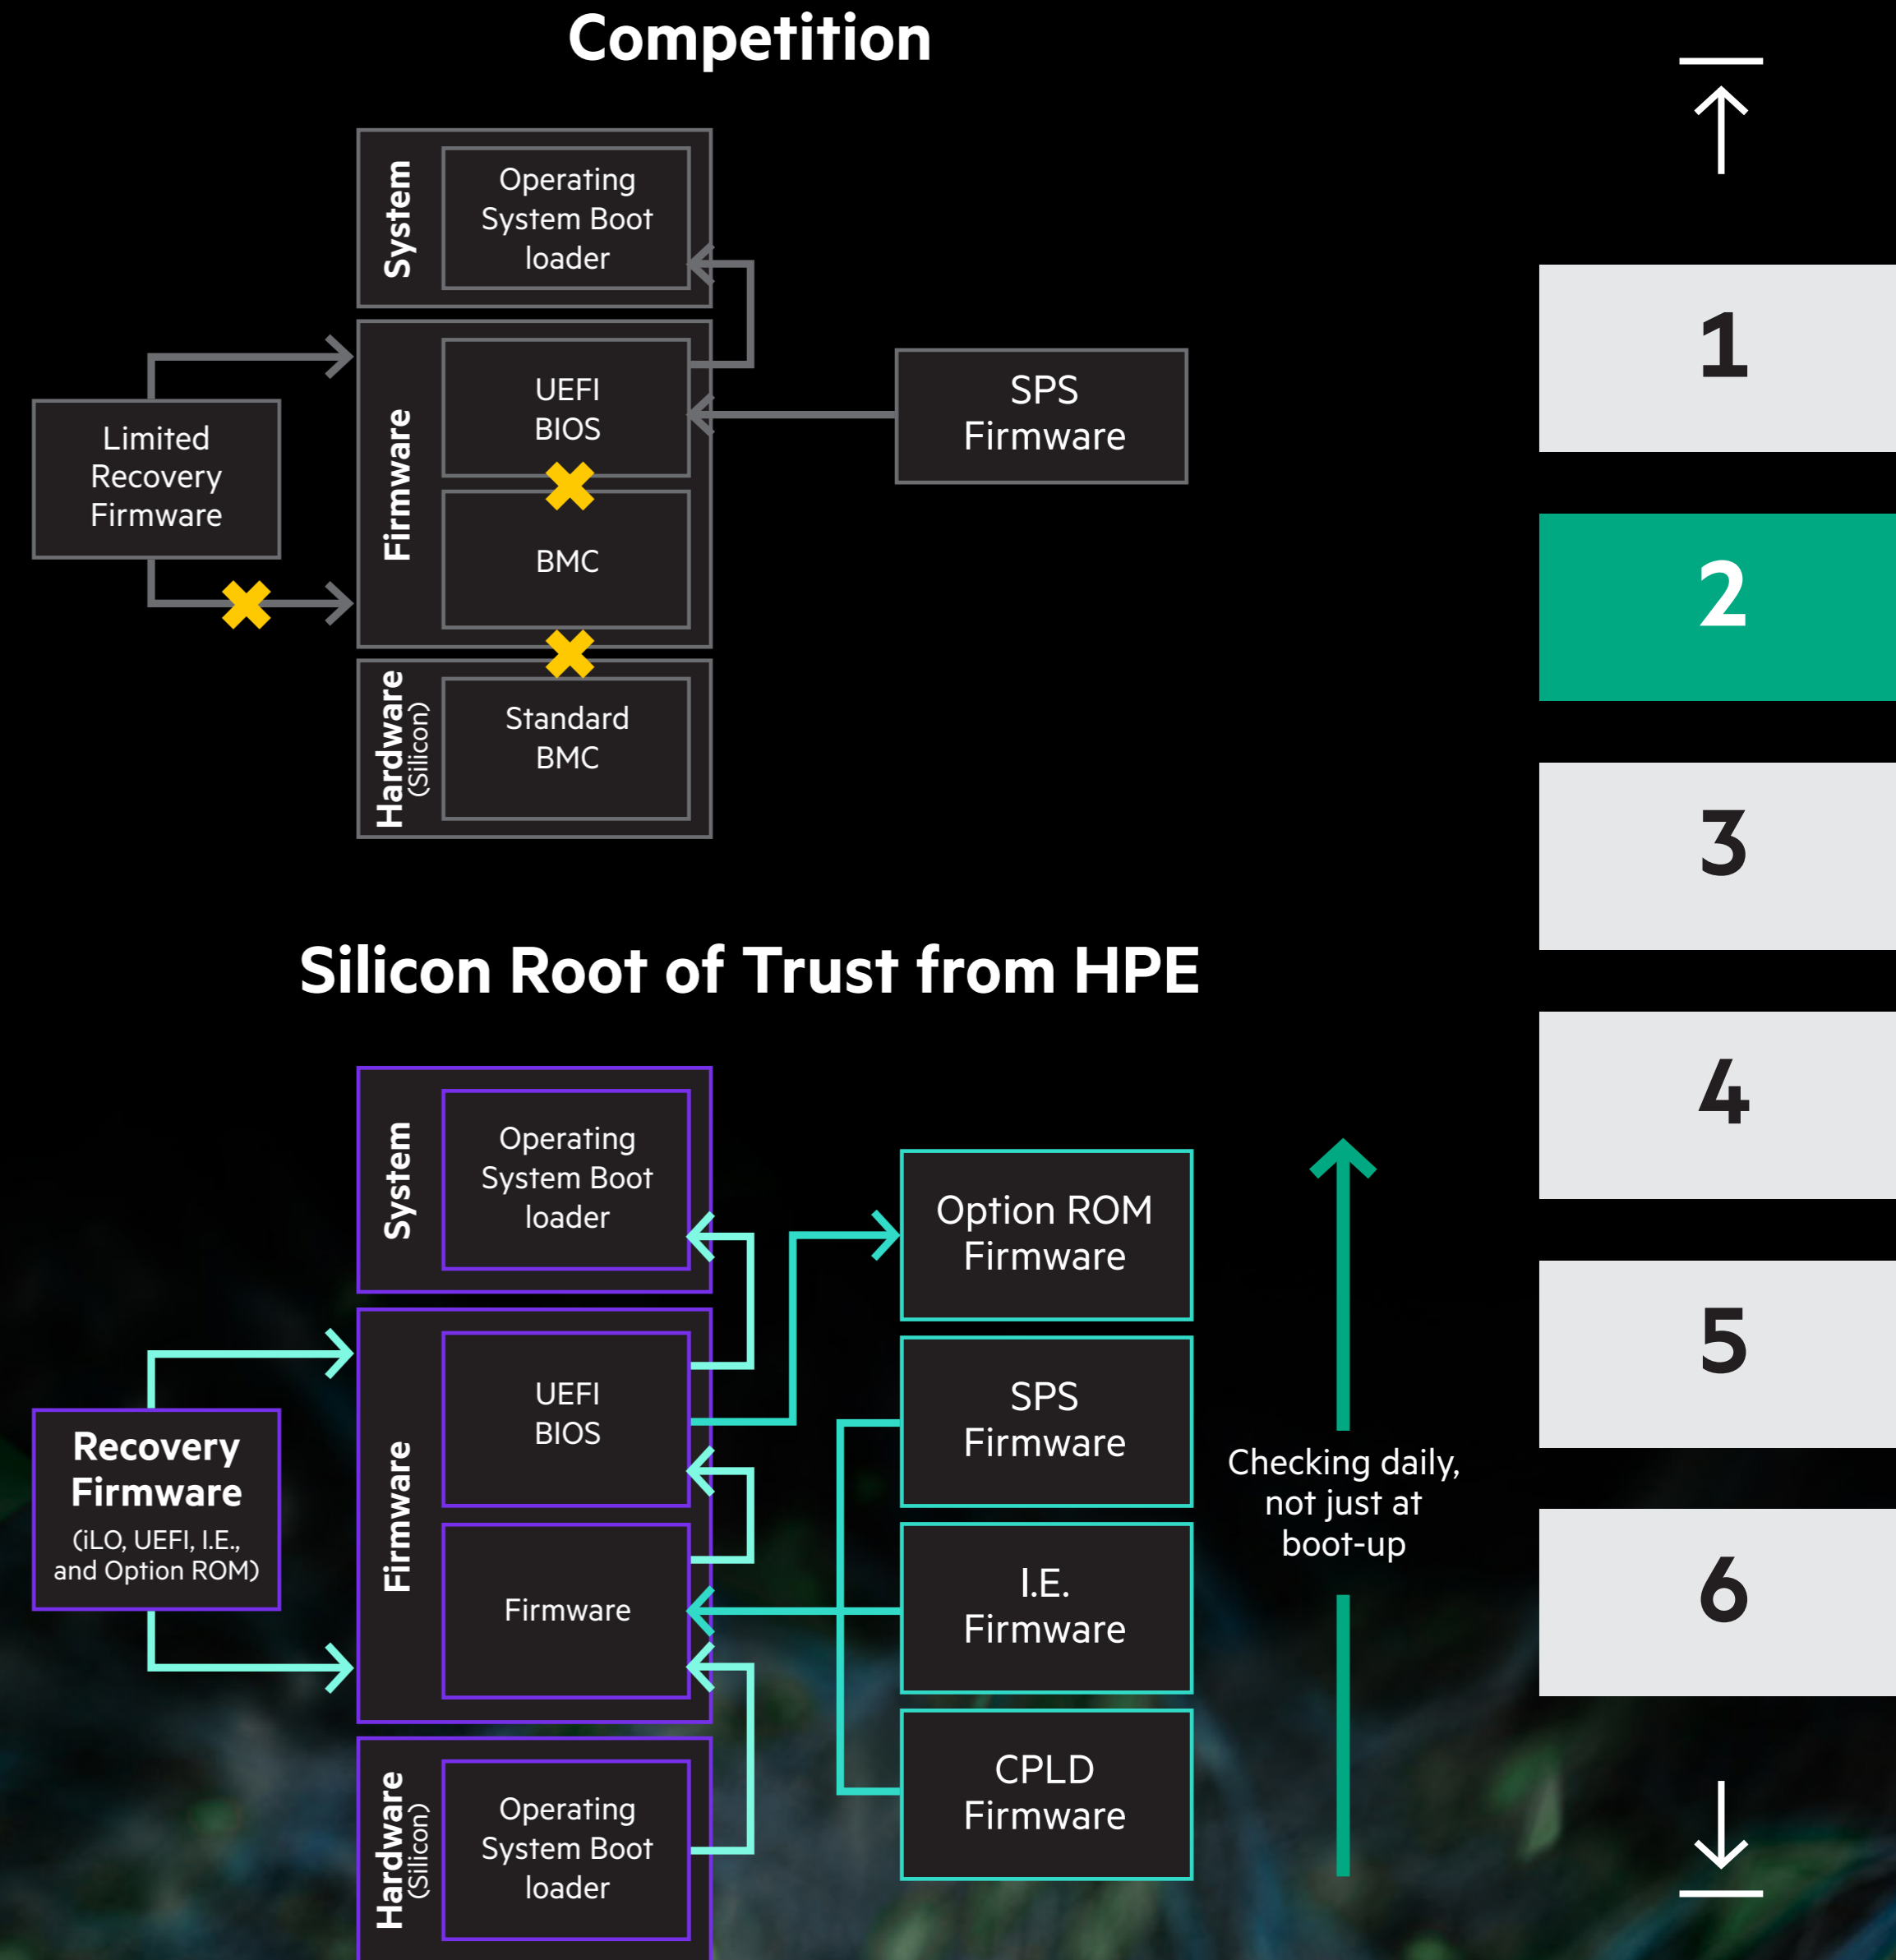 Competition
System
Operating
System Boot
loader
Limited
Recovery
Firmware
Firmware
UEFI
BIOS
BMC
SPS
Firmware
Hardware
(Silicon)
Standard
BMC
Silicon Root of Trust from HPE
System
Operating
System Boot
loader
Recovery
Firmware
(iLO, UEFI, I.E.,
and Option ROM)
Firmware
UEFI
BIOS
Firmware
Hardware
(Silicon)
Operating
System Boot
loader
Option ROM
Firmware
SPS
Firmware
I.E.
Firmware
CPLD
Firmware
Checking daily,
not just at
boot-up
1
2
3
4
5
6